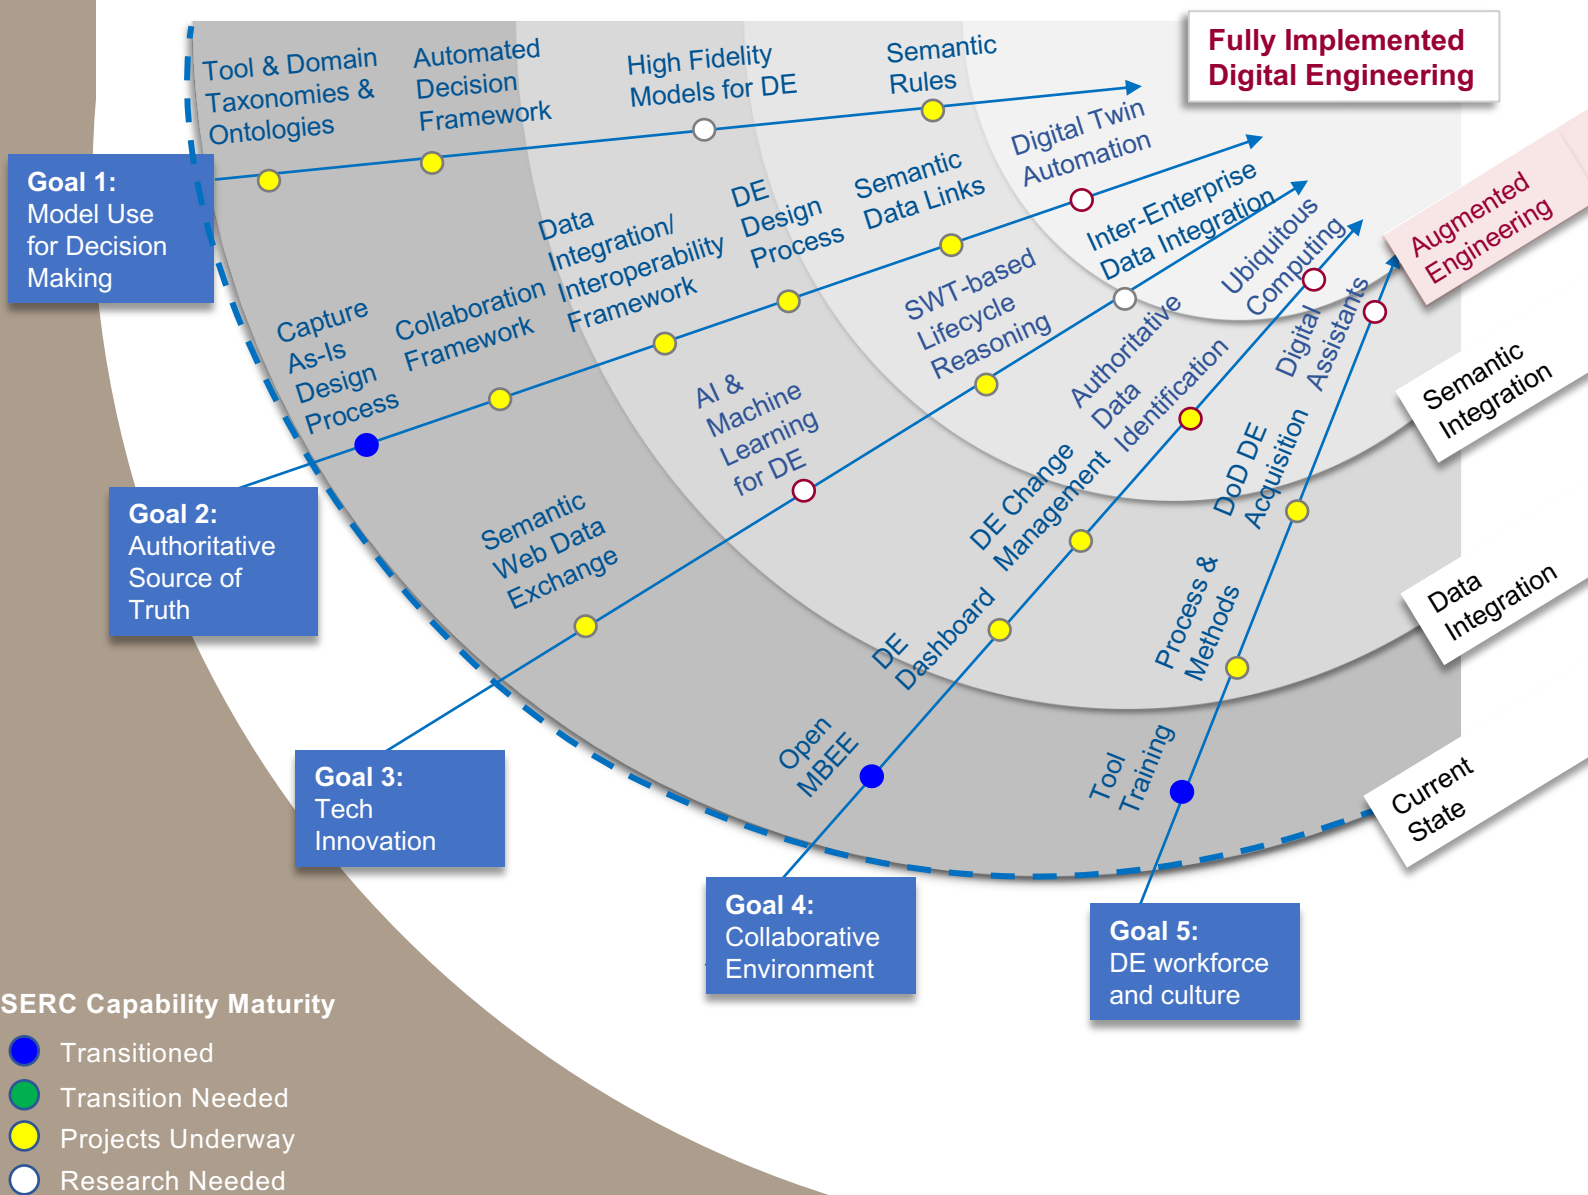 Fully Implemented
Digital Engineering
Tool & Domain
Taxonomies &
Ontologies
Automated
Decision
Framework
High Fidelity
Models for DE
Semantic
Rules
Goal 1:
Model Use
for Decision
Making
Capture
As-Is
Design
Process
Collaboration
Framework
Data
Integration/
Interoperability
Framework
DE
Design
Process
Semantic
Data Links
Digital Twin
Automation
Goal 2:
Authoritative
Source of
Truth
Semantic
Web Data
Exchange
AI &
Machine
Learning
for DE
SWT-based
Lifecycle
Reasoning
Inter-Enterprise
Data Integration
Goal 3:
Tech
Innovation
Open
MBEE
DE
Dashboard
DE Change
Management
Authoritative
Data
Identification
Ubiquitous
Computing
Goal 4:
Collaborative
Environment
Tool
Training
Process &
Methods
DoD DE
Acquisition
Digital
Assistants
Goal 5:
DE workforce
and culture
Augmented
Engineering
Semantic
Integration
Data
Integration
Current
State
SERC Capability Maturity
Transitioned
Transition Needed
Projects Underway
Research Needed